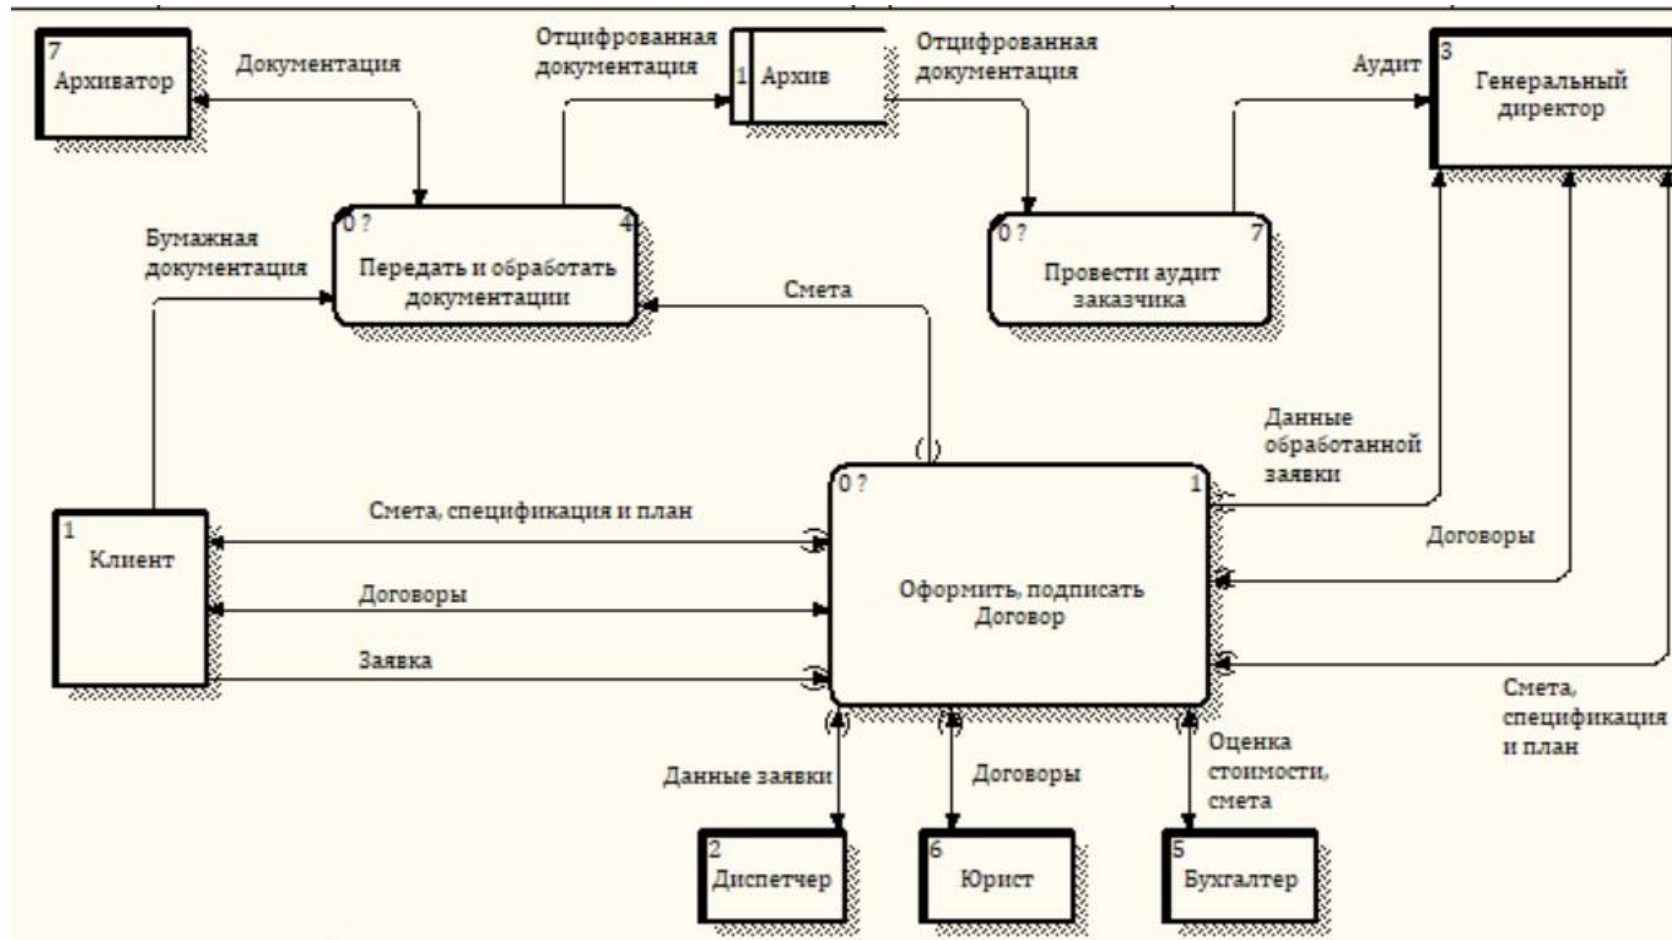 7
Архиватор
Документация
Отцифрованная
документация
1
Архив
Отцифрованная
документация
Аудит
3
Генеральный
директор
Бумажная
документация
0 ?
4
Передать и обработать
документации
Смета
0 ?
7
Провести аудит
заказчика
Данные
обработанной
заявки
1
Клиент
Смета, спецификация и план
Договоры
Заявка
0 ?
1
Оформить, подписать
Договор
Договоры
Смета,
спецификация
и план
Данные заявки
Договоры
Оценка
стоимости,
смета
2
Диспетчер
6
Юрист
5
Бухгалтер